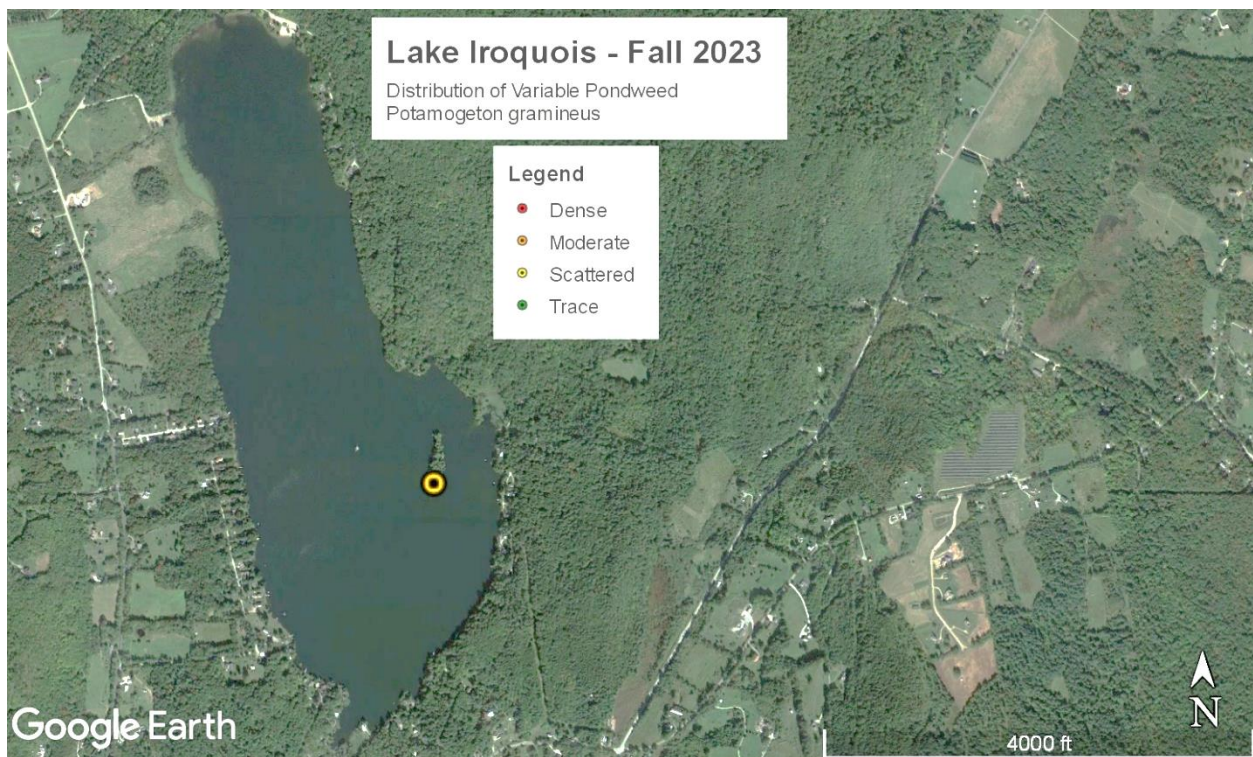 Lake Iroquois - Fall 2023
Distribution of Variable Pondweed
Potamogeton gramineus
Legend
Dense
Moderate
Scattered
Trace
N
Google Earth
4000 ft